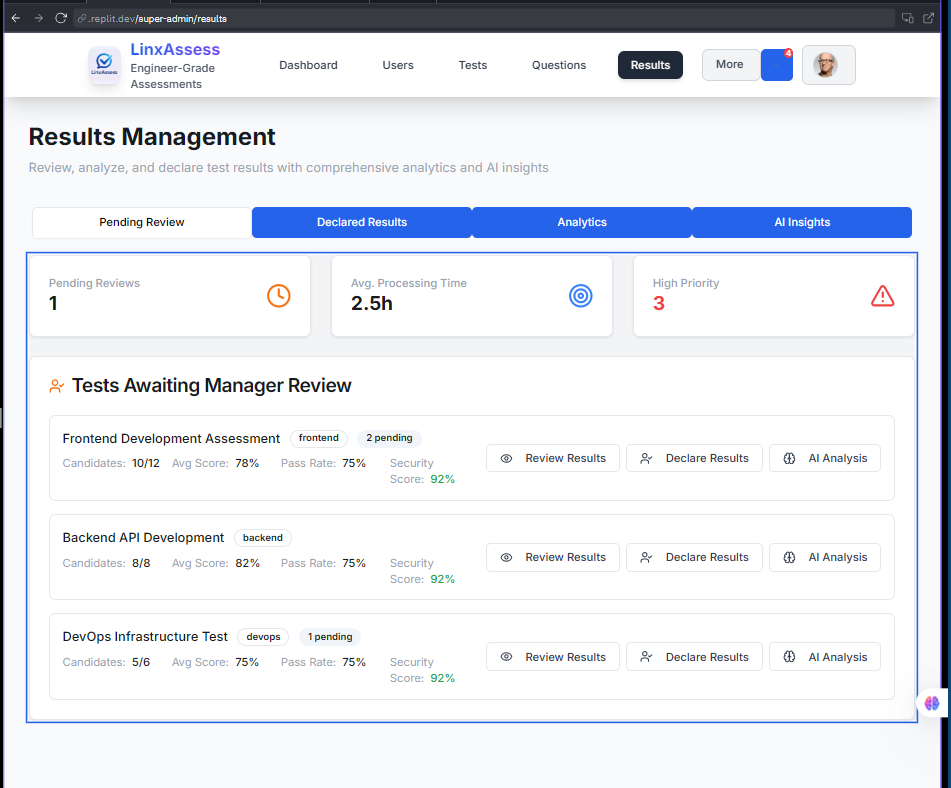 .replit.dev/super-admin/results
LinxAssess
Engineer-Grade
Assessments
LinxAssess
Dashboard
Users
Tests
Questions
Results
More
4
Results Management
Review, analyze, and declare test results with comprehensive analytics and AI insights
Pending Review
Declared Results
Analytics
AI Insights
Pending Reviews
1
Avg. Processing Time
2.5h
High Priority
3
Tests Awaiting Manager Review
Frontend Development Assessment frontend 2 pending
Candidates: 10/12 Avg Score: 78% Pass Rate: 75% Security
Score: 92%
Review Results Declare Results AI Analysis
Backend API Development backend
Candidates: 8/8 Avg Score: 82% Pass Rate: 75% Security
Score: 92%
Review Results Declare Results AI Analysis
DevOps Infrastructure Test devops 1 pending
Candidates: 5/6 Avg Score: 75% Pass Rate: 75% Security
Score: 92%
Review Results Declare Results AI Analysis